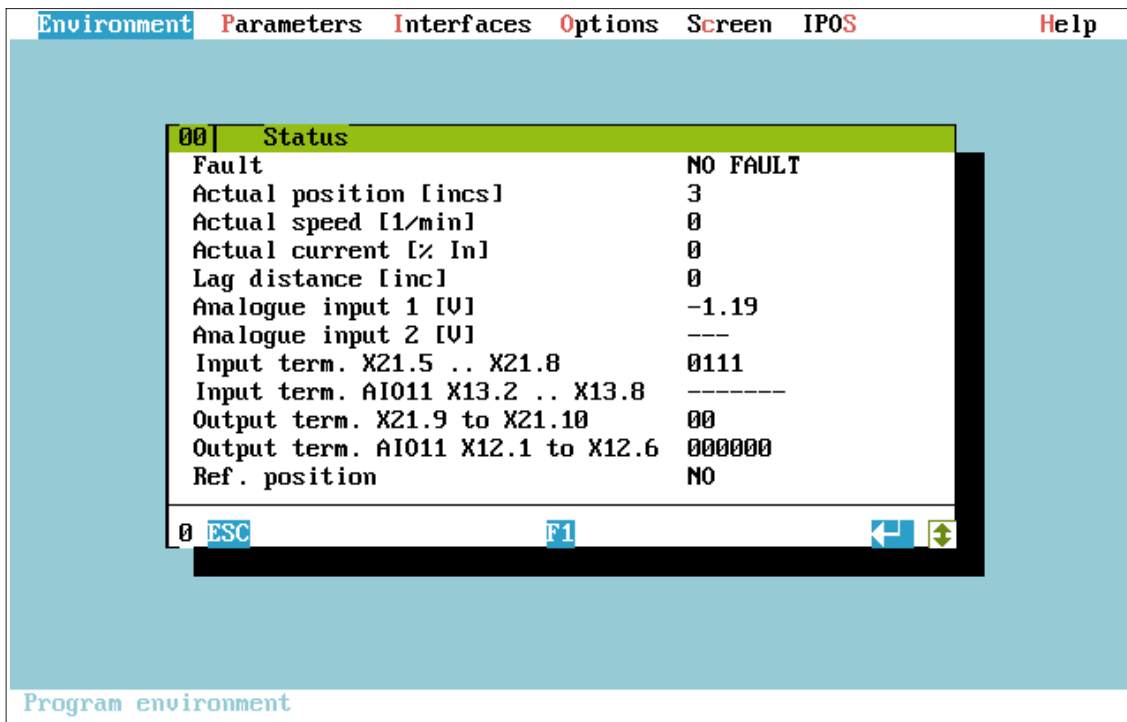 Environment Parameters Interfaces Options Screen IPOS Help
00 Status
Fault NO FAULT
Actual position [incs] 3
Actual speed [1/min] 0
Actual current [% In] 0
Lag distance [inc] 0
Analogue input 1 [V] -1.19
Analogue input 2 [V] ---
Input term. X21.5 .. X21.8 0111
Input term. AIO11 X13.2 .. X13.8 -------
Output term. X21.9 to X21.10 00
Output term. AIO11 X12.1 to X12.6 000000
Ref. position NO
0 ESC F1
Program environment